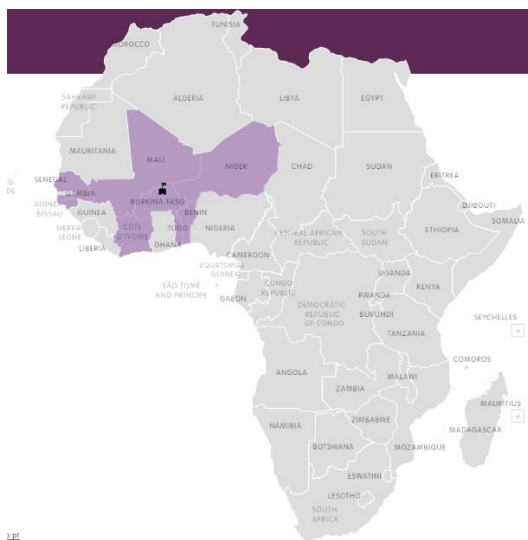 TUNISIA
MOROCCO
ALGERIA
LIBYA
EGYPT
SAHRAWI
REPUBLIC
MAURITANIA
MALI
NIGER
CHAD
SUDAN
ERITREA
SENEGAL
GAMBIA
DE
GUINEA
BISSAU
GUINEA
BURKINA FASO
BENIN
NIGERIA
DJIBOUTI
SOMALIA
SIERRA
LEONE
LIBERIA
CÔTE
D'IVOIRE
TOGO
GHANA
CENTRAL AFRICAN
REPUBLIC
SOUTH
SUDAN
ETHIOPIA
CAMEROON
EQUATORIAL
GUINEA
SÃO TOMÉ
AND PRÍNCIPE
GABON
CONGO
REPUBLIC
DEMOCRATIC
REPUBLIC
OF CONGO
UGANDA
KENYA
RWANDA
BURUNDI
SEYCHELLES
TANZANIA
COMOROS
ANGOLA
MALAWI
ZAMBIA
MAURITIUS
NAMIBIA
ZIMBABWE
MADAGASCAR
BOTSWANA
MOZAMBIQUE
ESWATINI
LESOTHO
SOUTH
AFRICA
o.pt